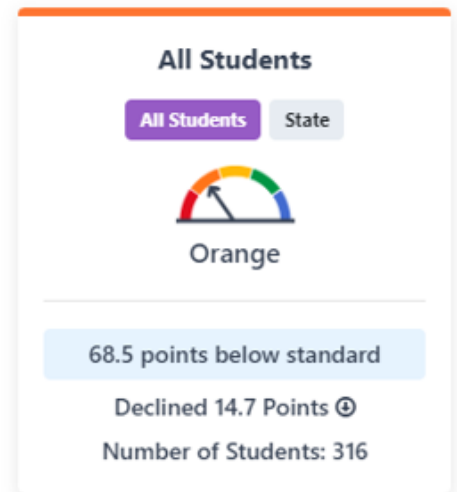 All Students
All Students State
Orange
68.5 points below standard
Declined 14.7 Points
Number of Students: 316